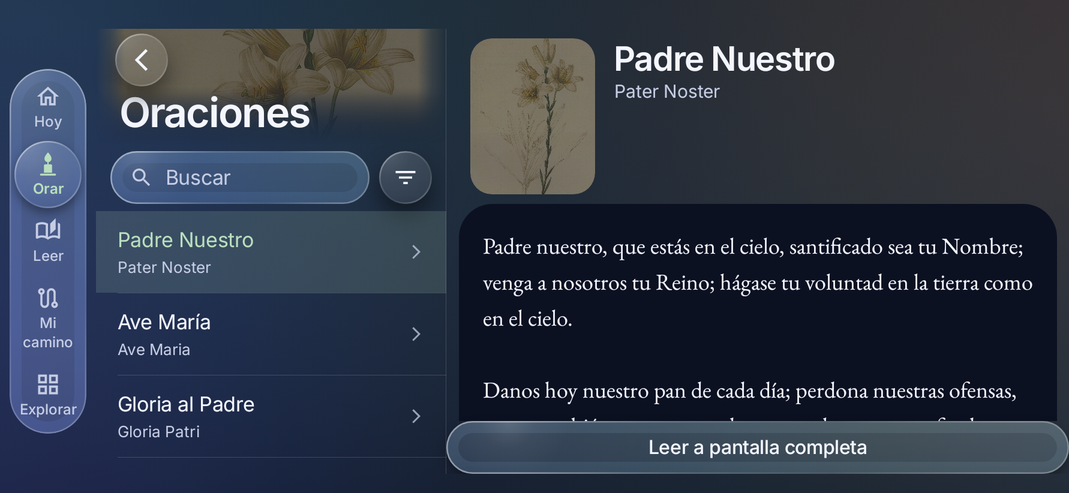 Hoy
Orar
Leer
Mi
camino
Explorar
Oraciones
Buscar
Padre Nuestro
Pater Noster
Ave María
Ave Maria
Gloria al Padre
Gloria Patri
Padre Nuestro
Pater Noster
Padre nuestro, que estás en el cielo, santificado sea tu Nombre;
venga a nosotros tu Reino; hágase tu voluntad en la tierra como
en el cielo.
Danos hoy nuestro pan de cada día; perdona nuestras ofensas,
Leer a pantalla completa